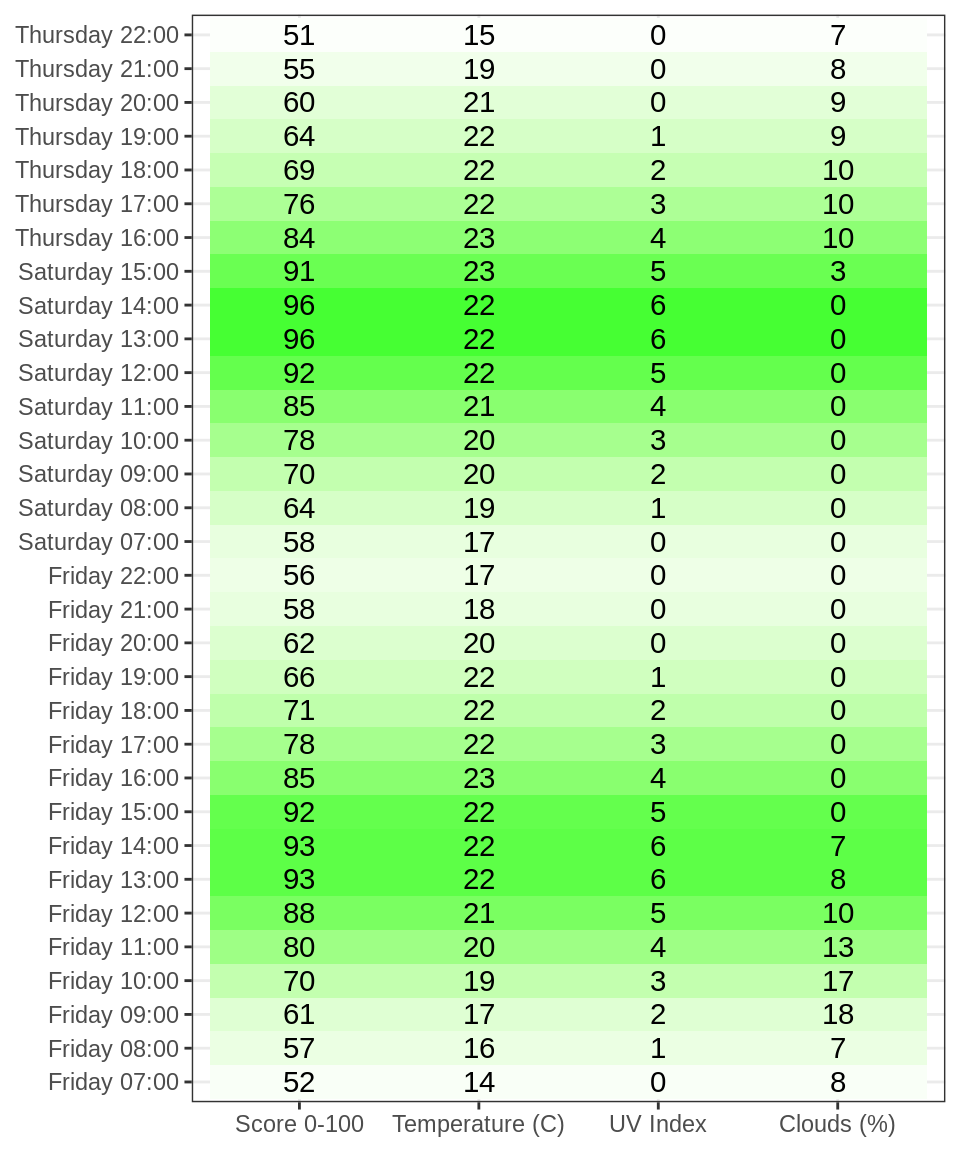 Thursday 22:00 51 15 0 7
Thursday 21:00 55 19 0 8
Thursday 20:00 60 21 0 9
Thursday 19:00 64 22 1 9
Thursday 18:00 69 22 2 10
Thursday 17:00 76 22 3 10
Thursday 16:00 84 23 4 10
Saturday 15:00 91 23 5 3
Saturday 14:00 96 22 6 0
Saturday 13:00 96 22 6 0
Saturday 12:00 92 22 5 0
Saturday 11:00 85 21 4 0
Saturday 10:00 78 20 3 0
Saturday 09:00 70 20 2 0
Saturday 08:00 64 19 1 0
Saturday 07:00 58 17 0 0
Friday 22:00 56 17 0 0
Friday 21:00 58 18 0 0
Friday 20:00 62 20 0 0
Friday 19:00 66 22 1 0
Friday 18:00 71 22 2 0
Friday 17:00 78 22 3 0
Friday 16:00 85 23 4 0
Friday 15:00 92 22 5 0
Friday 14:00 93 22 6 7
Friday 13:00 93 22 6 8
Friday 12:00 88 21 5 10
Friday 11:00 80 20 4 13
Friday 10:00 70 19 3 17
Friday 09:00 61 17 2 18
Friday 08:00 57 16 1 7
Friday 07:00 52 14 0 8
Score 0-100 Temperature (C) UV Index Clouds (%)